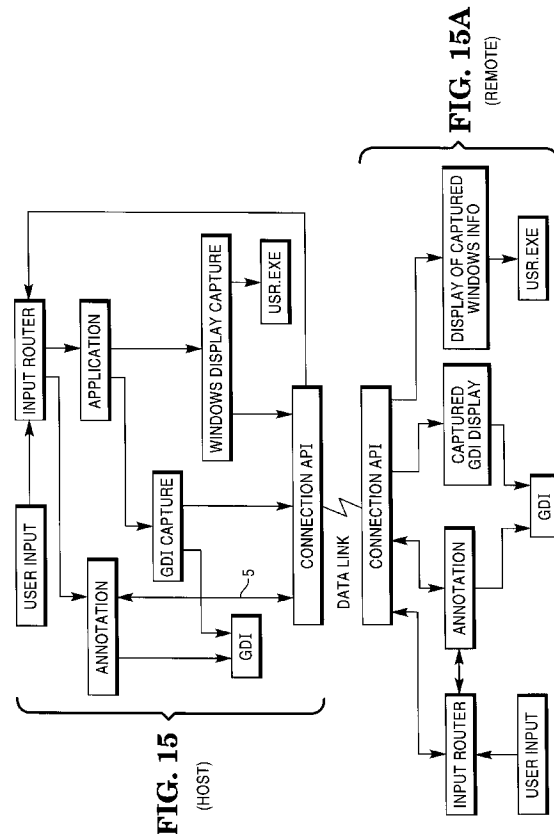 FIG. 15
(HOST)
USER INPUT
INPUT ROUTER
ANNOTATION
APPLICATION
GDI CAPTURE
WINDOWS DISPLAY CAPTURE
GDI
5
USR.EXE
CONNECTION API
DATA LINK
FIG. 15A
(REMOTE)
CONNECTION API
INPUT ROUTER
ANNOTATION
CAPTURED
GDI DISPLAY
DISPLAY OF CAPTURED
WINDOWS INFO
USER INPUT
GDI
USR.EXE